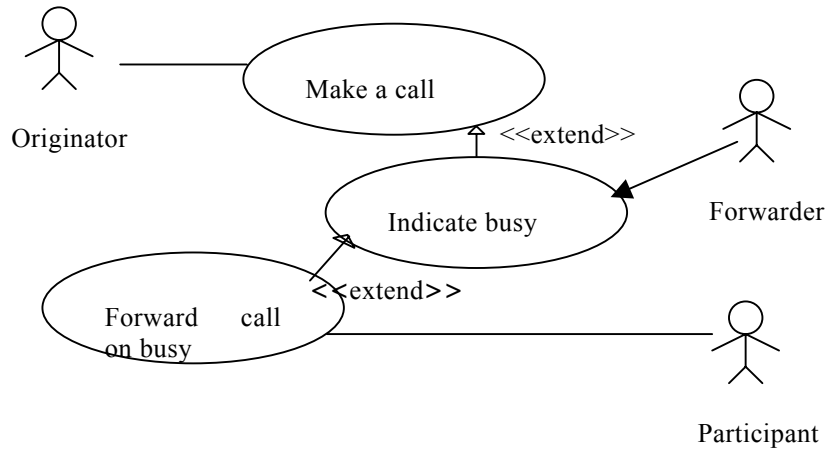 Make a call
Originator
<<extend>>
Forwarder
Indicate busy
<<extend>>
Forward call
on busy
Participant